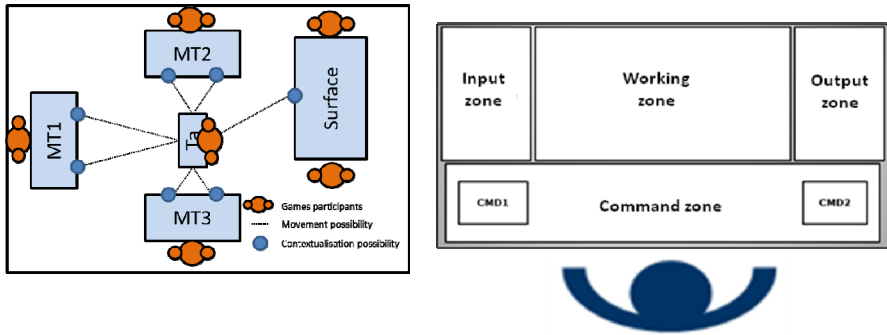 MT2
Surface
MT1
Ta
MT3
Games participants
Movement possibility
Contextualisation possibility
Input
zone
Working
zone
Output
zone
CMD1
Command zone
CMD2